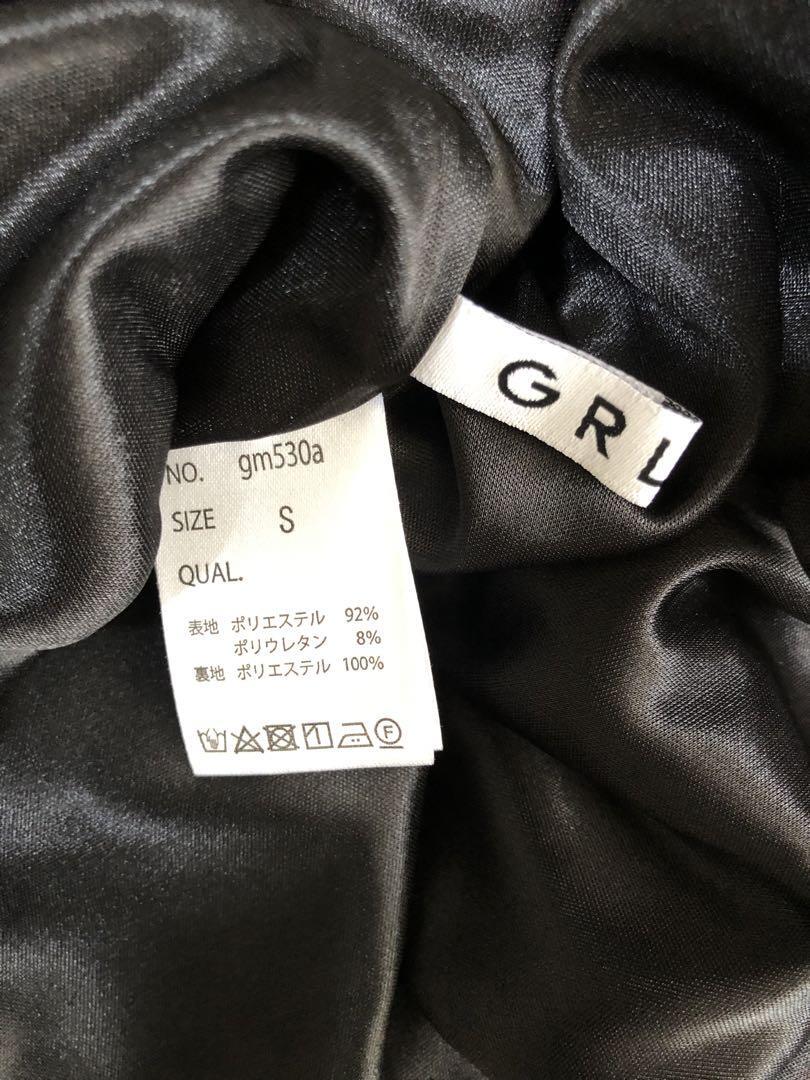 GRL
NO. gm530a
SIZE S
QUAL.
表地 ポリエステル 92%
ポリウレタン 8%
裏地 ポリエステル 100%
F